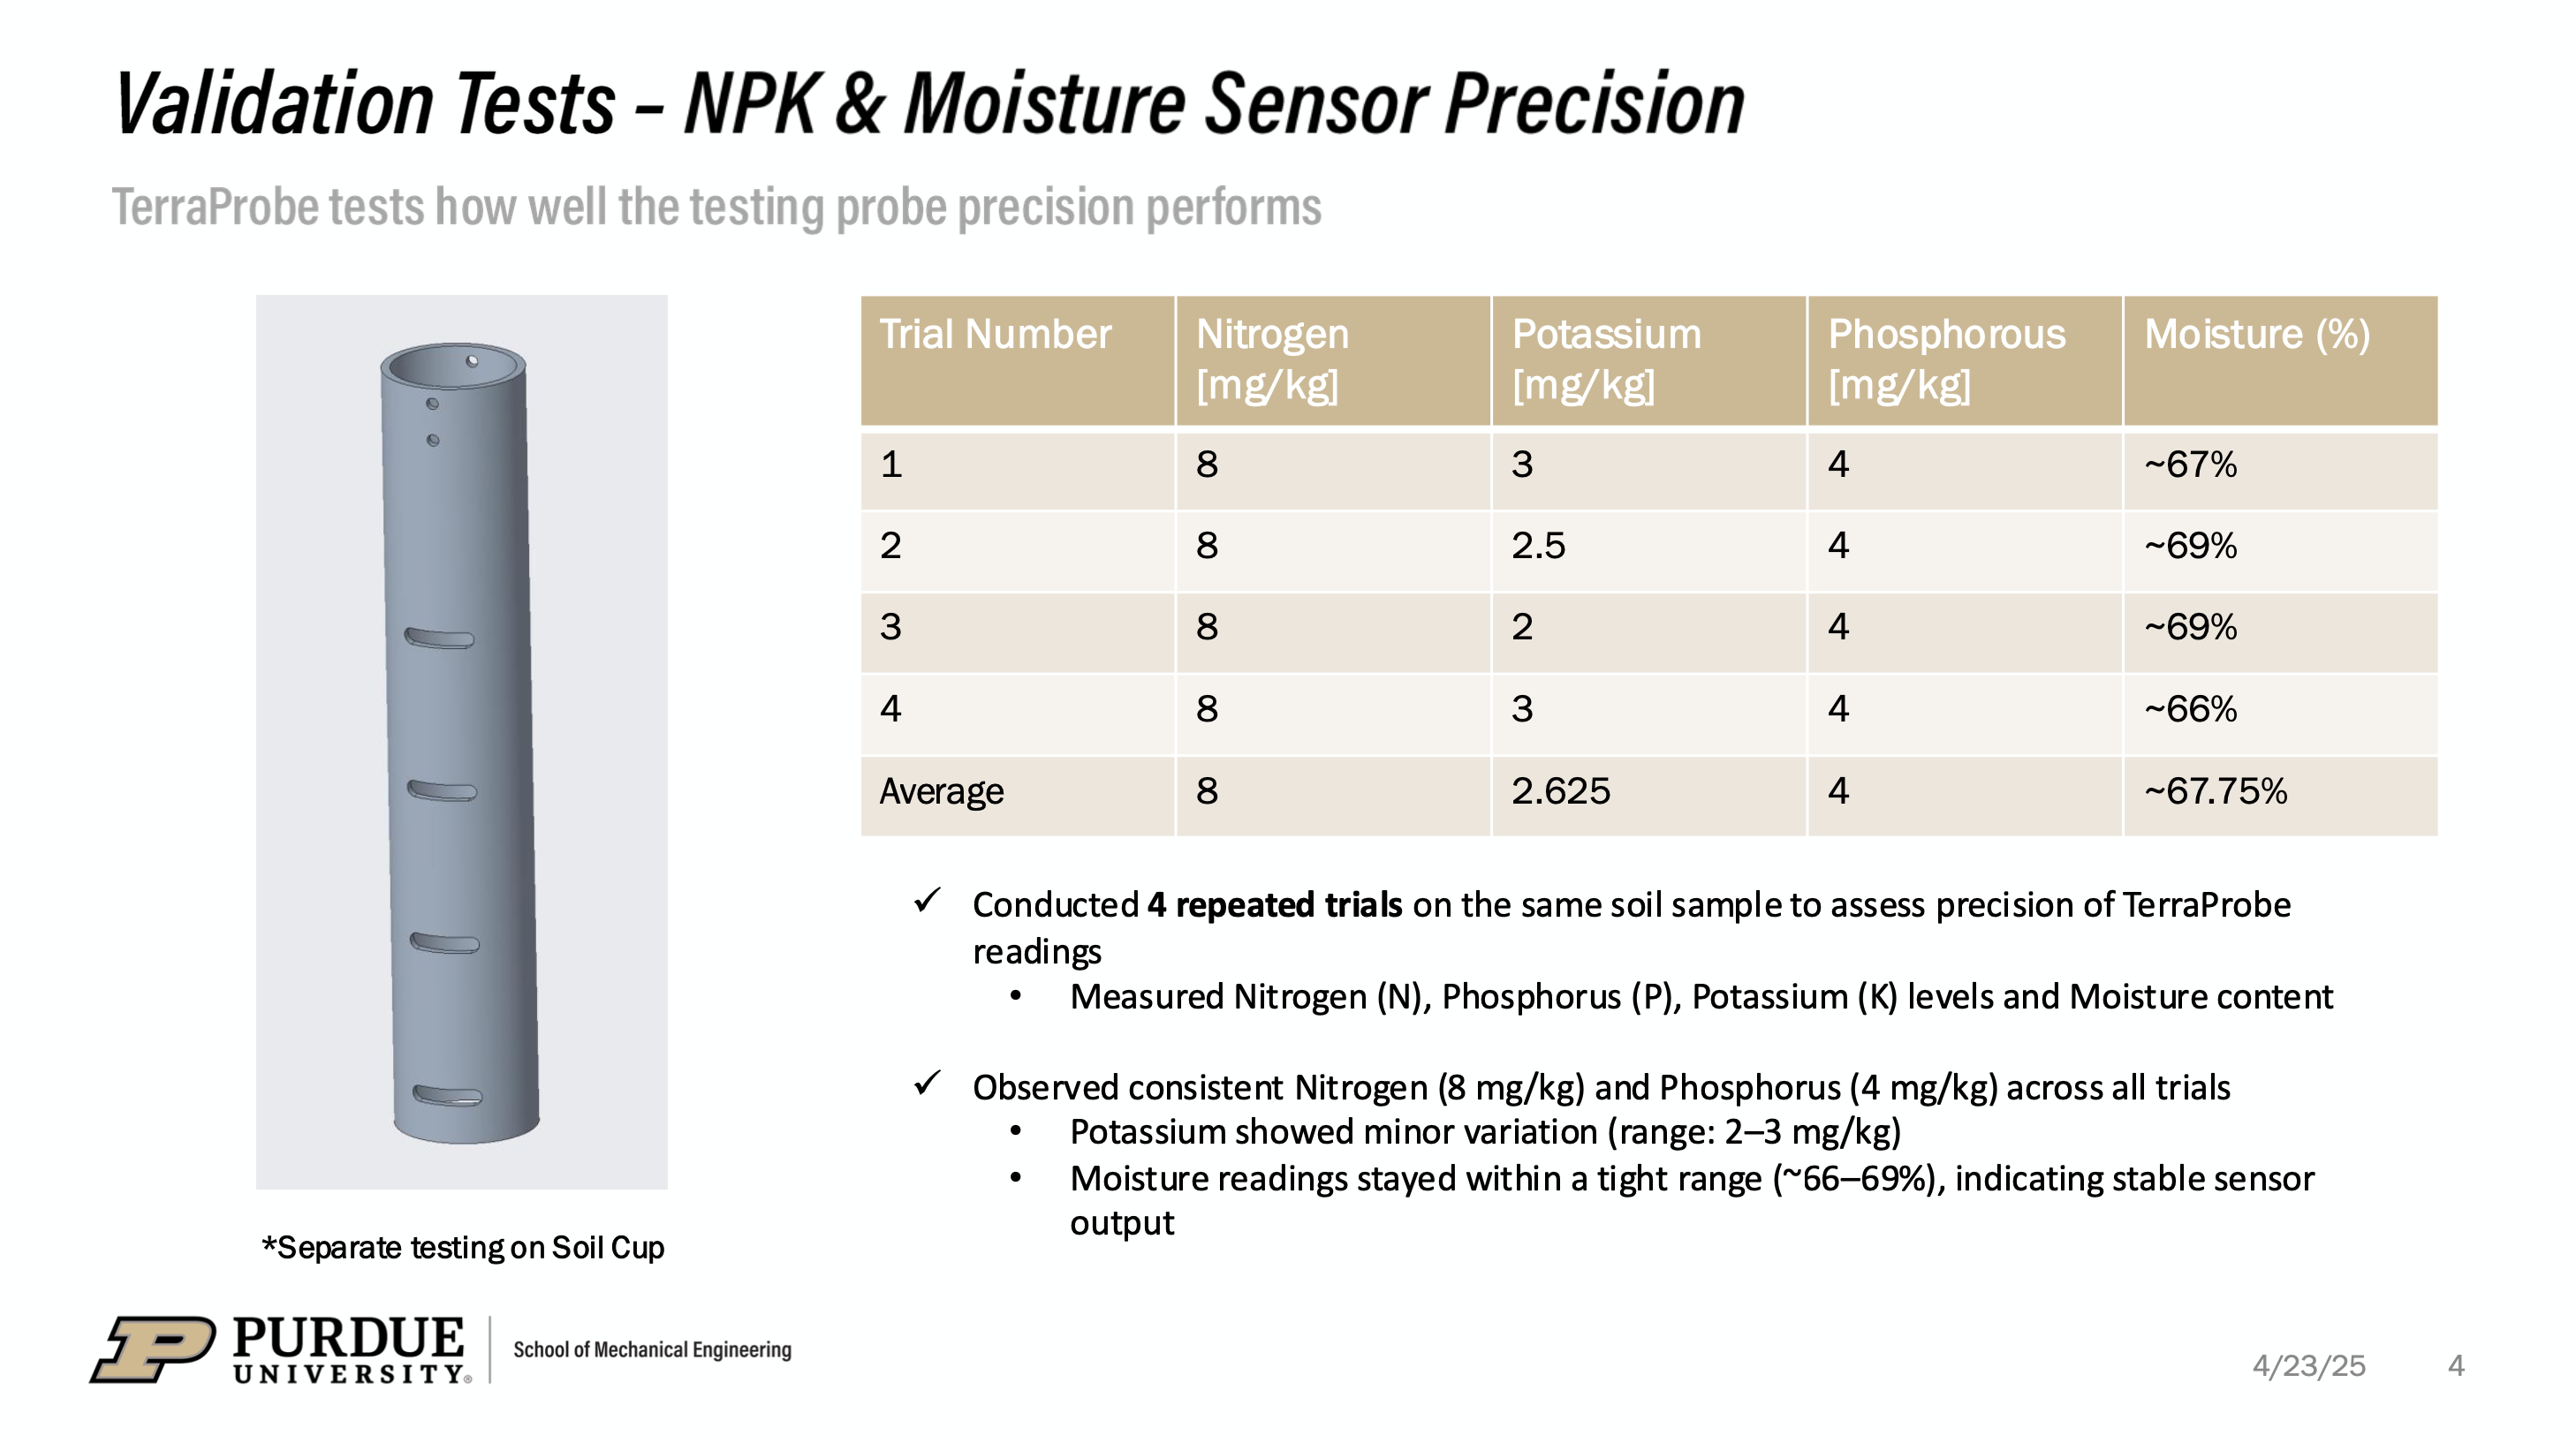 Validation Tests – NPK & Moisture Sensor Precision
TerraProbe tests how well the testing probe precision performs
Trial Number Nitrogen [mg/kg] Potassium [mg/kg] Phosphorous [mg/kg] Moisture (%)
1 8 3 4 ~67%
2 8 2.5 4 ~69%
3 8 2 4 ~69%
4 8 3 4 ~66%
Average 8 2.625 4 ~67.75%
✓ Conducted 4 repeated trials on the same soil sample to assess precision of TerraProbe
readings
• Measured Nitrogen (N), Phosphorus (P), Potassium (K) levels and Moisture content
✓ Observed consistent Nitrogen (8 mg/kg) and Phosphorus (4 mg/kg) across all trials
• Potassium showed minor variation (range: 2–3 mg/kg)
• Moisture readings stayed within a tight range (~66–69%), indicating stable sensor
output
*Separate testing on Soil Cup
P PURDUE
UNIVERSITY®
School of Mechanical Engineering
4/23/25 4